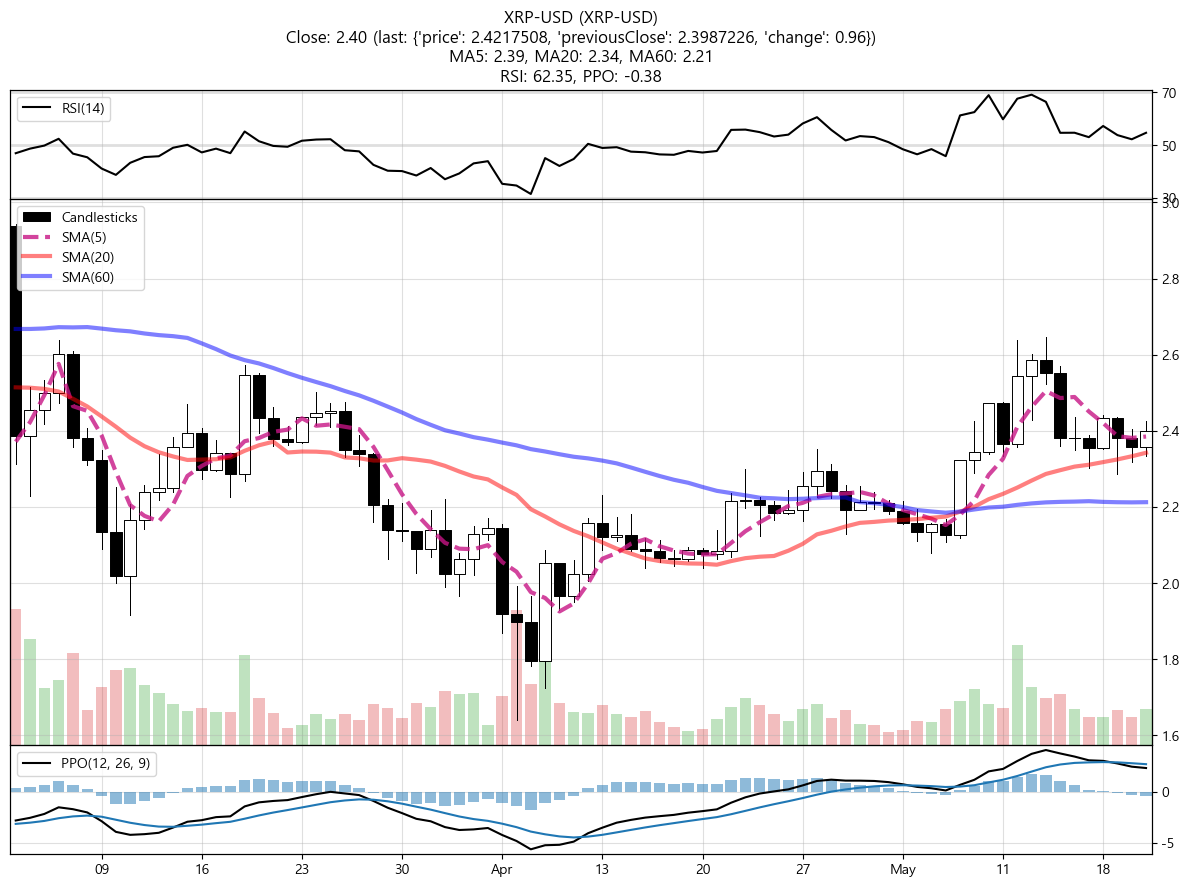 XRP-USD (XRP-USD)
Close: 2.40 (last: {'price': 2.4217508, 'previousClose': 2.3987226, 'change': 0.96})
MA5: 2.39, MA20: 2.34, MA60: 2.21
RSI: 62.35, PPO: -0.38
RSI(14)
70
50
30
Candlesticks
SMA(5)
SMA(20)
SMA(60)
3.0
2.8
2.6
2.4
2.2
2.0
1.8
1.6
PPO(12, 26, 9)
0
-5
09 16 23 30 Apr 13 20 27 May 11 18